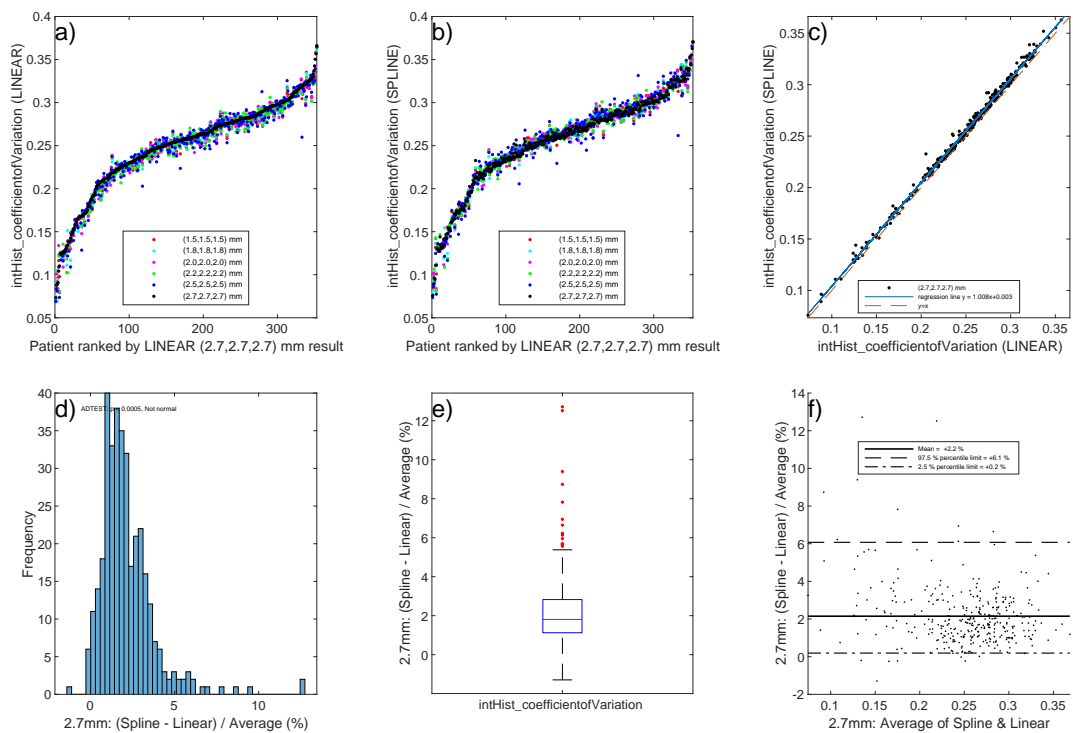 a)
0.4
0.35
0.3
0.25
0.2
0.15
0.1
0.05
intHist_coefficientofVariation (LINEAR)
(1.5,1.5,1.5) mm
(1.8,1.8,1.8) mm
(2.0,2.0,2.0) mm
(2.2,2.2,2.2) mm
(2.5,2.5,2.5) mm
(2.7,2.7,2.7) mm
0 100 200 300
Patient ranked by LINEAR (2.7,2.7,2.7) mm result
b)
0.4
0.35
0.3
0.25
0.2
0.15
0.1
0.05
intHist_coefficientofVariation (SPLINE)
(1.5,1.5,1.5) mm
(1.8,1.8,1.8) mm
(2.0,2.0,2.0) mm
(2.2,2.2,2.2) mm
(2.5,2.5,2.5) mm
(2.7,2.7,2.7) mm
0 100 200 300
Patient ranked by LINEAR (2.7,2.7,2.7) mm result
c)
0.35
0.3
0.25
0.2
0.15
0.1
intHist_coefficientofVariation (SPLINE)
(2.7,2.7,2.7) mm
regression line y = 1.008x+0.003
y=x
0.1 0.15 0.2 0.25 0.3 0.35
intHist_coefficientofVariation (LINEAR)
d)
ADTEST: 0.0005, Not normal
40
35
30
25
20
15
10
5
0
Frequency
0 5 10
2.7mm: (Spline - Linear) / Average (%)
e)
12
10
8
6
4
2
0
2.7mm: (Spline - Linear) / Average (%)
intHist_coefficientofVariation
f)
14
12
10
8
6
4
2
0
-2
2.7mm: (Spline - Linear) / Average (%)
Mean = +2.2 %
97.5 % percentile limit = +6.1 %
2.5 % percentile limit = +0.2 %
0.1 0.15 0.2 0.25 0.3 0.35
2.7mm: Average of Spline & Linear